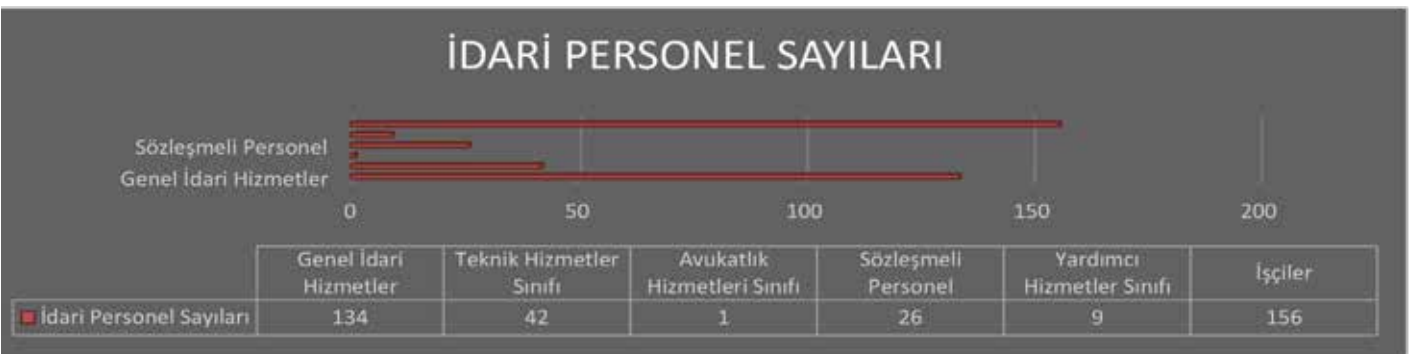 İDARİ PERSONEL SAYILARI
Sözleşmeli Personel
Genel İdari Hizmetler
0 50 100 150 200
Genel İdari Hizmetler Teknik Hizmetler Sınıfı Avukatlık Hizmetleri Sınıfı Sözleşmeli Personel Yardımcı Hizmetler Sınıfı İşçiler
İdari Personel Sayıları 134 42 1 26 9 156